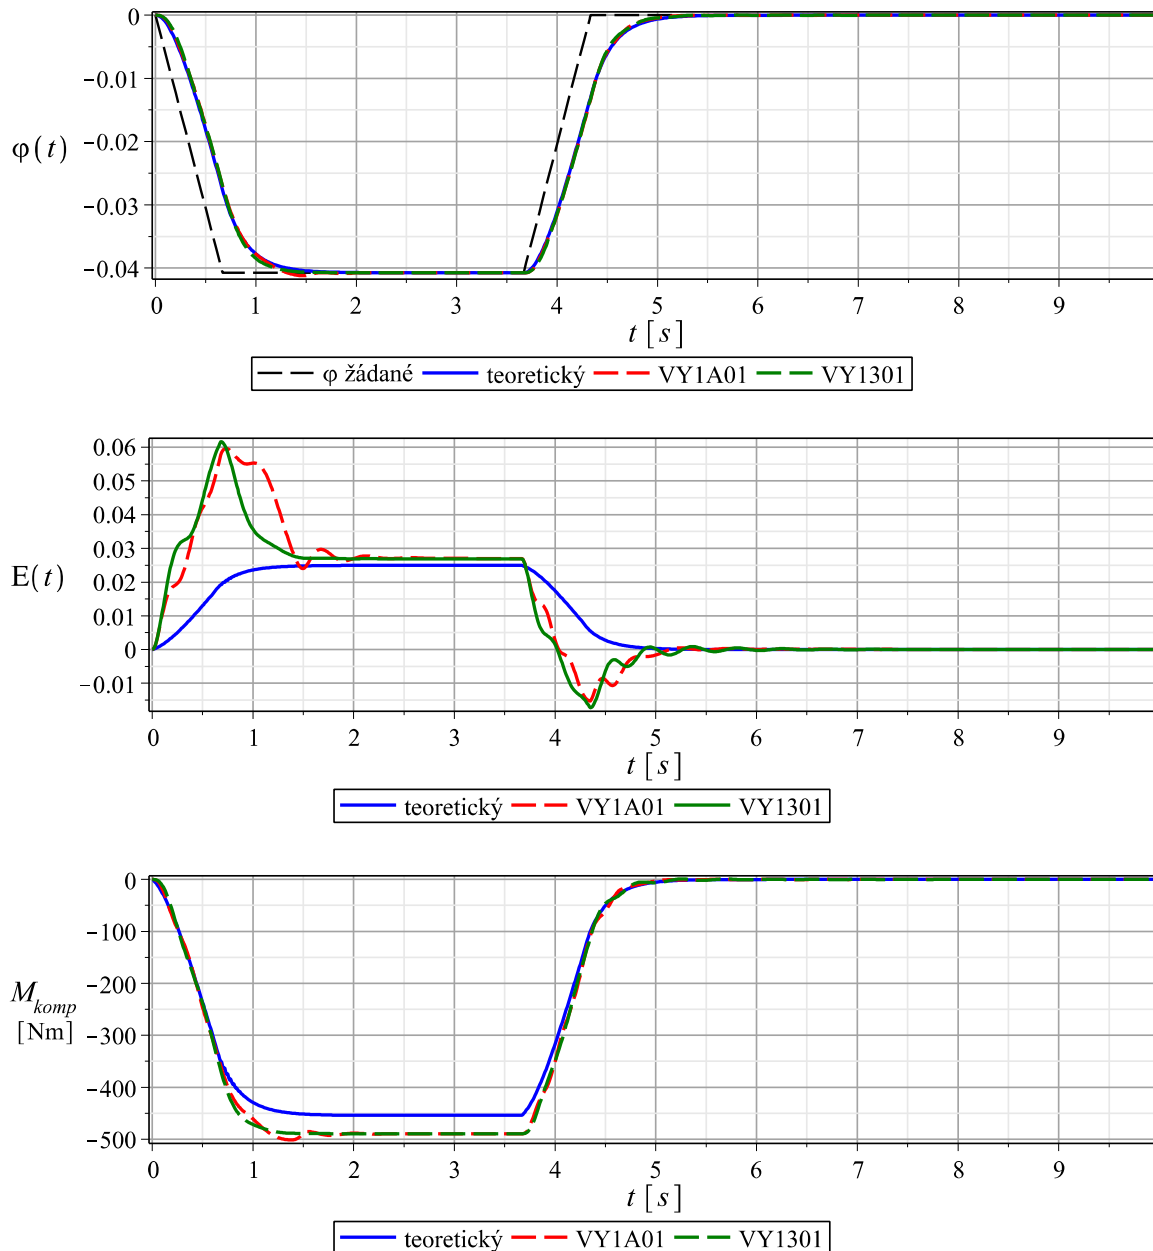 0
−0.01
−0.02
−0.03
−0.04
φ(t)
0 1 2 3 4 5 6 7 8 9
t [s]
φ žádané teoretický VY1A01 VY1301
0.06
0.05
0.04
0.03
0.02
0.01
0
−0.01
E(t)
0 1 2 3 4 5 6 7 8 9
t [s]
teoretický VY1A01 VY1301
0
−100
−200
−300
−400
−500
M_komp
[Nm]
0 1 2 3 4 5 6 7 8 9
t [s]
teoretický VY1A01 VY1301